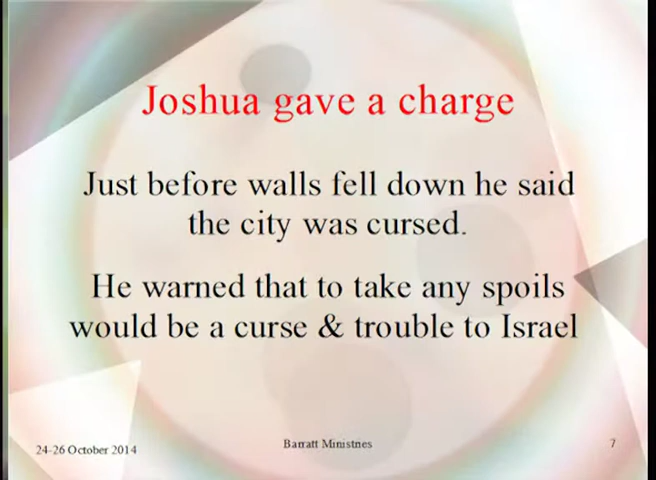 Joshua gave a charge
Just before walls fell down he said
the city was cursed.
He warned that to take any spoils
would be a curse & trouble to Israel
24-26 October 2014
Barratt Ministries
7